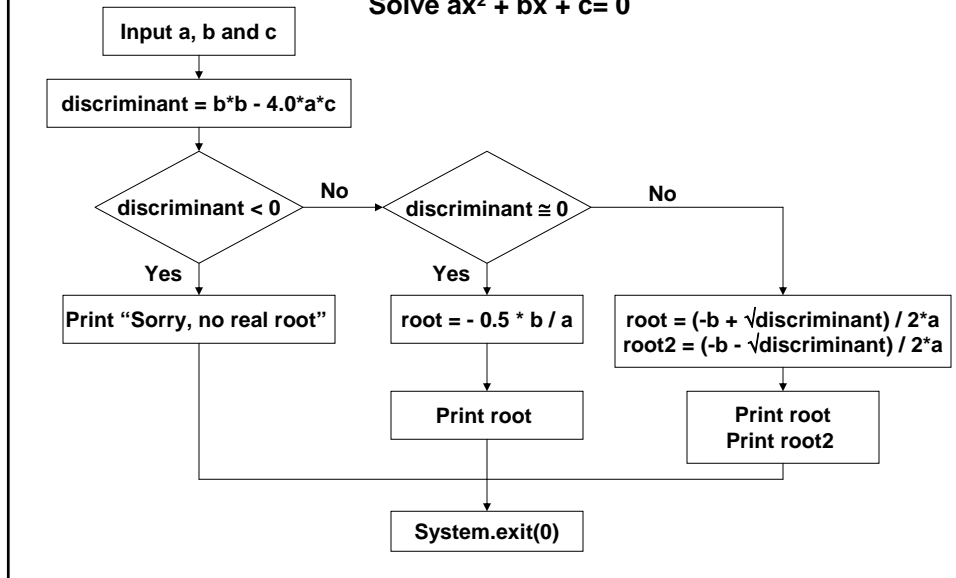 Solve ax² + bx + c= 0
Input a, b and c
discriminant = b*b - 4.0*a*c
discriminant < 0
No
discriminant ≅ 0
No
Yes
Yes
Print “Sorry, no real root”
root = - 0.5 * b / a
root = (-b + √discriminant) / 2*a
root2 = (-b - √discriminant) / 2*a
Print root
Print root
Print root2
System.exit(0)